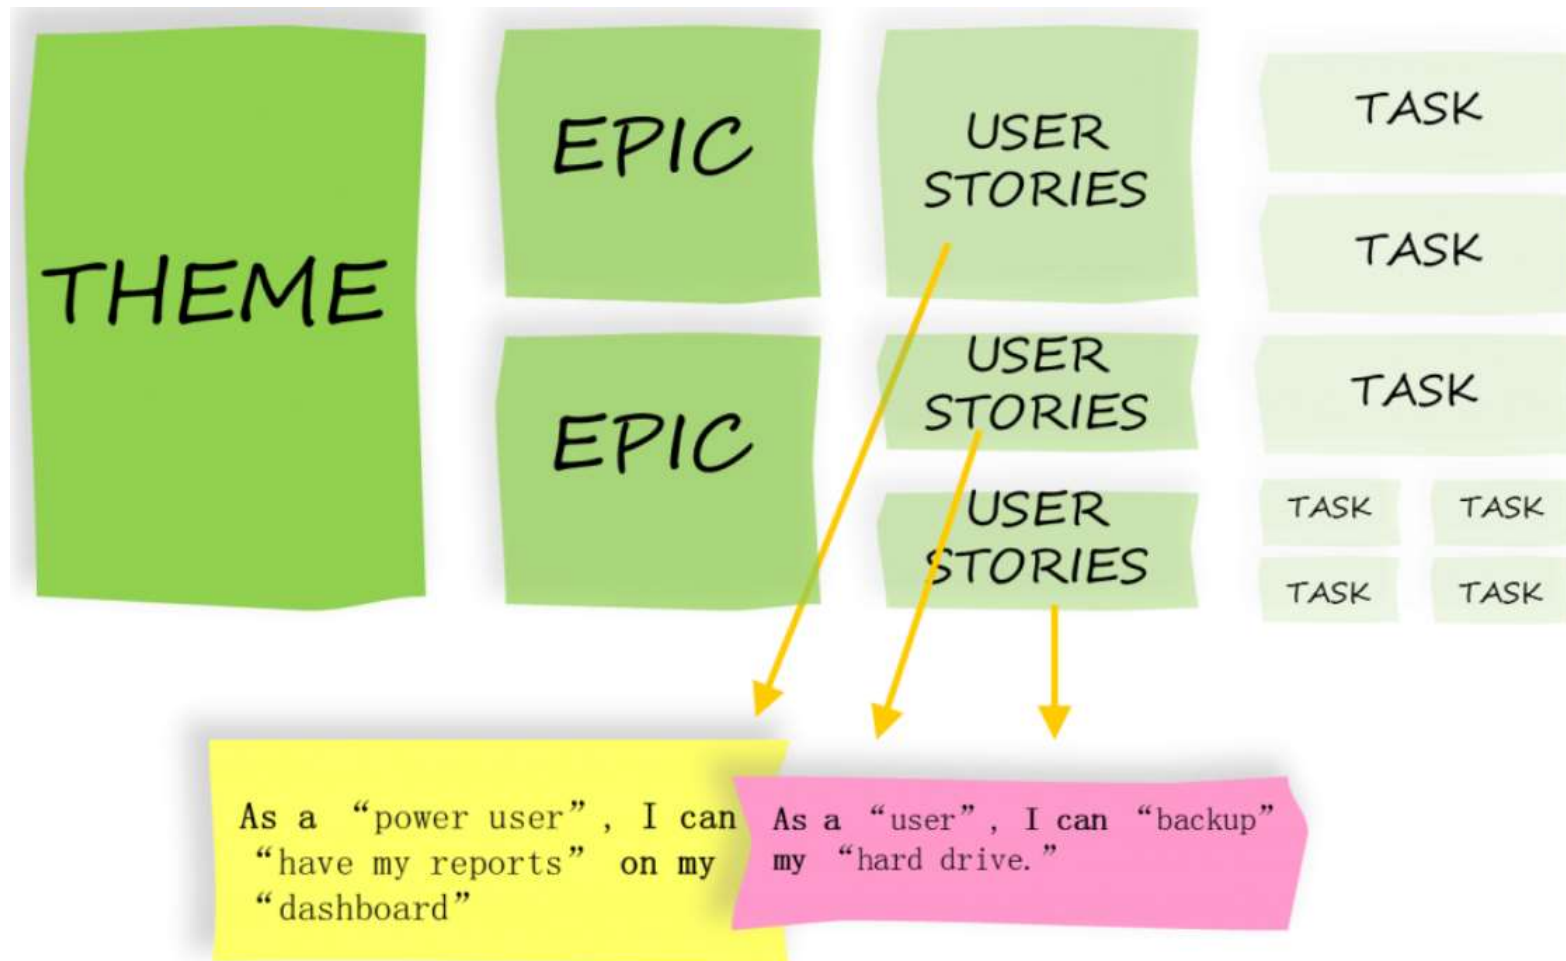 THEME
EPIC
EPIC
USER
STORIES
USER
STORIES
USER
STORIES
TASK
TASK
TASK
TASK
TASK
TASK
TASK
As a “power user”, I can
“have my reports” on my
“dashboard”
As a “user”, I can “backup”
my “hard drive.”